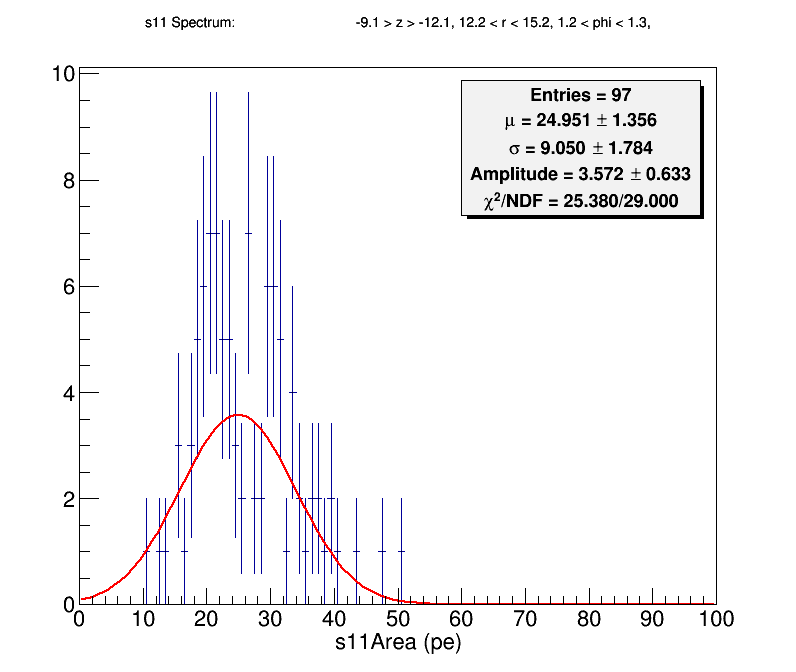 s11 Spectrum: -9.1 > z > -12.1, 12.2 < r < 15.2, 1.2 < phi < 1.3,
Entries = 97
μ = 24.951 ± 1.356
σ = 9.050 ± 1.784
Amplitude = 3.572 ± 0.633
χ²/NDF = 25.380/29.000
10
8
6
4
2
0
0 10 20 30 40 50 60 70 80 90 100
s11Area (pe)